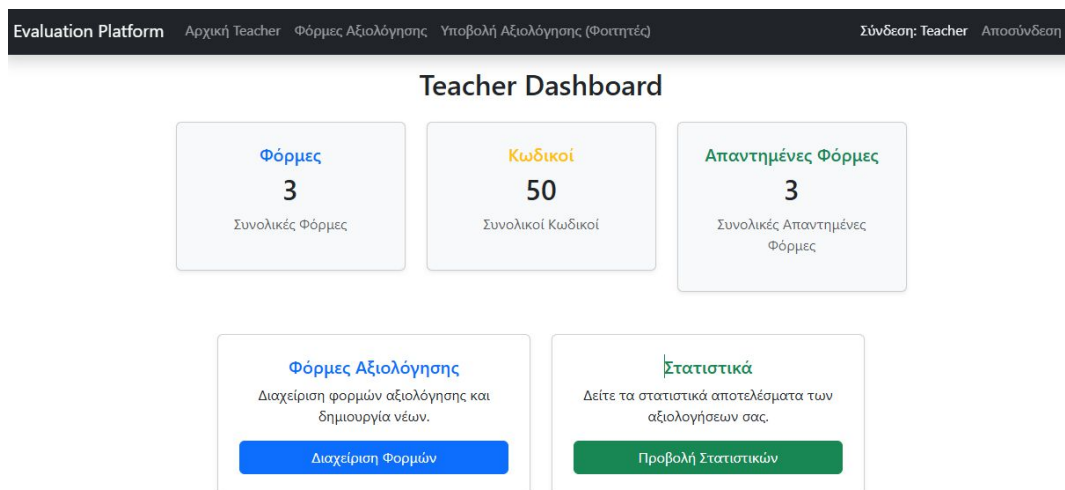 Evaluation Platform Αρχική Teacher Φόρμες Αξιολόγησης Υποβολή Αξιολόγησης (Φοιτητές) Σύνδεση: Teacher Αποσύνδεση
Teacher Dashboard
Φόρμες
3
Συνολικές Φόρμες
Κωδικοί
50
Συνολικοί Κωδικοί
Απαντημένες Φόρμες
3
Συνολικές Απαντημένες
Φόρμες
Φόρμες Αξιολόγησης
Διαχείριση φορμών αξιολόγησης και
δημιουργία νέων.
Διαχείριση Φορμών
Στατιστικά
Δείτε τα στατιστικά αποτελέσματα των
αξιολογήσεων σας.
Προβολή Στατιστικών